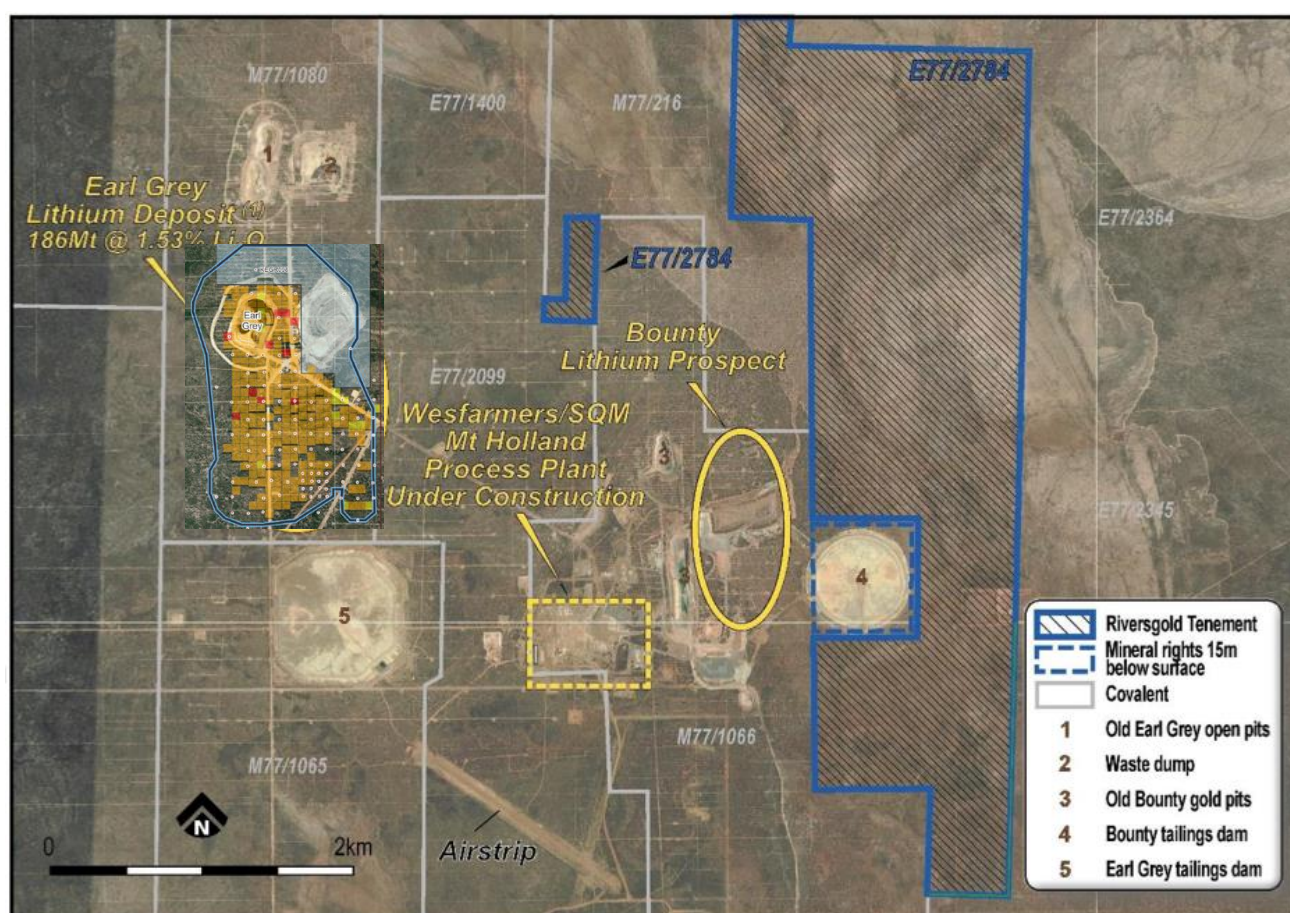 M77/1080
E77/1400
M77/216
E77/2784
1
2
Earl Grey
Lithium Deposit (1)
186Mt @ 1.53% Li2O
E77/2364
E77/2784
Earl
Grey
Bounty
Lithium Prospect
E77/2099
Wesfarmers/SQM
Mt Holland
Process Plant
Under Construction
3
E77/2345
3
4
5
M77/1066
M77/1065
Airstrip
N
0 2km
Riversgold Tenement
Mineral rights 15m
below surface
Covalent
1 Old Earl Grey open pits
2 Waste dump
3 Old Bounty gold pits
4 Bounty tailings dam
5 Earl Grey tailings dam